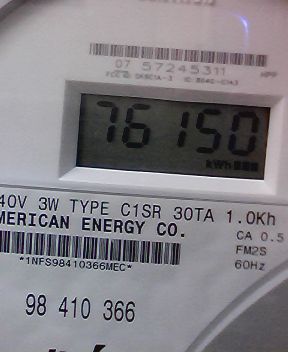 07 57245311
76150
kWh
40V 3W TYPE C1SR 30TA 1.0Kh
MERICAN ENERGY CO.
CA 0.5
*1NFS98410366MEC*
FM2S
60Hz
98 410 366